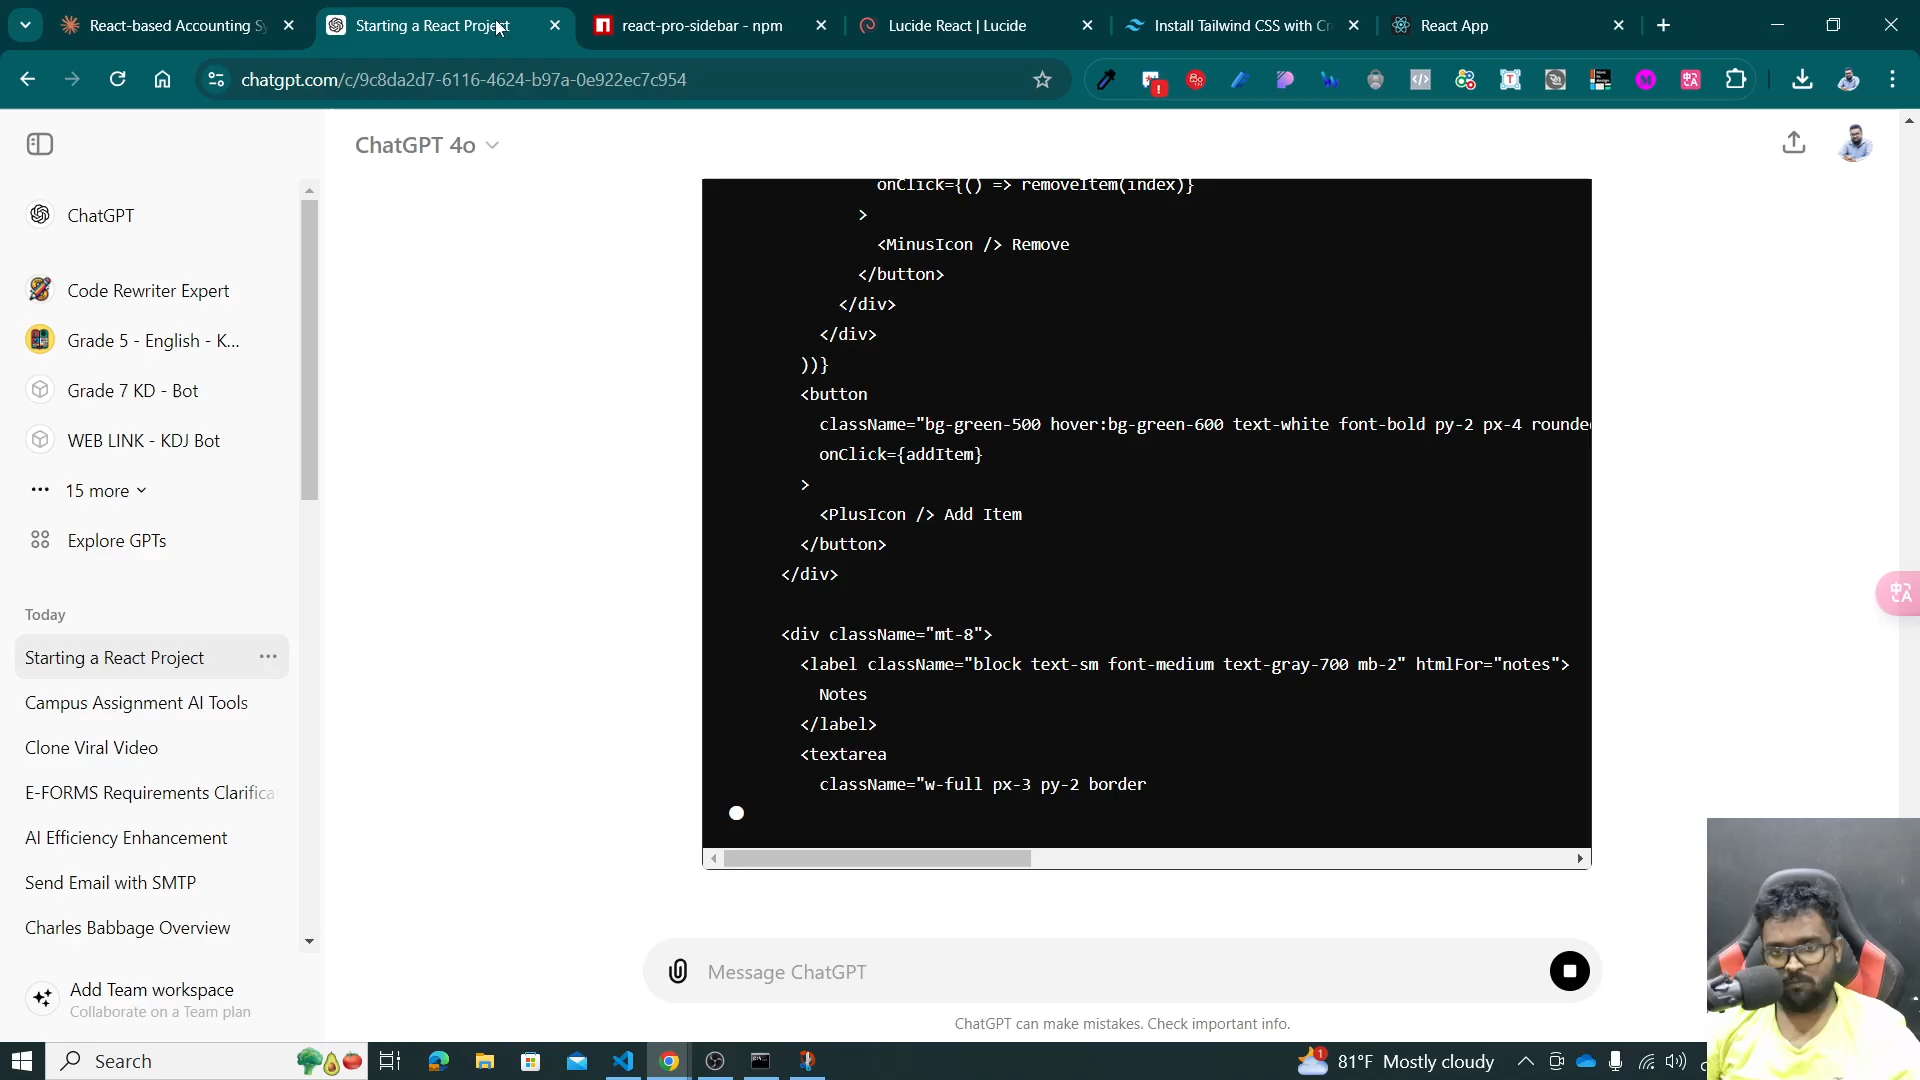 React-based Accounting Sy
Starting a React Project
react-pro-sidebar - npm
Lucide React | Lucide
Install Tailwind CSS with Cr
React App
chatgpt.com/c/9c8da2d7-6116-4624-b97a-0e922ec7c954
ChatGPT 4o
ChatGPT
Code Rewriter Expert
Grade 5 - English - K...
Grade 7 KD - Bot
WEB LINK - KDJ Bot
15 more
Explore GPTs
Today
Starting a React Project
Campus Assignment AI Tools
Clone Viral Video
E-FORMS Requirements Clarifica
AI Efficiency Enhancement
Send Email with SMTP
Charles Babbage Overview
Add Team workspace
Collaborate on a Team plan
onClick={() => removeItem(index)}
>
<MinusIcon /> Remove
</button>
</div>
</div>
))}
<button
className="bg-green-500 hover:bg-green-600 text-white font-bold py-2 px-4 rounded
onClick={addItem}
>
<PlusIcon /> Add Item
</button>
</div>
<div className="mt-8">
<label className="block text-sm font-medium text-gray-700 mb-2" htmlFor="notes">
Notes
</label>
<textarea
className="w-full px-3 py-2 border
Message ChatGPT
ChatGPT can make mistakes. Check important info.
Search
1
81°F Mostly cloudy